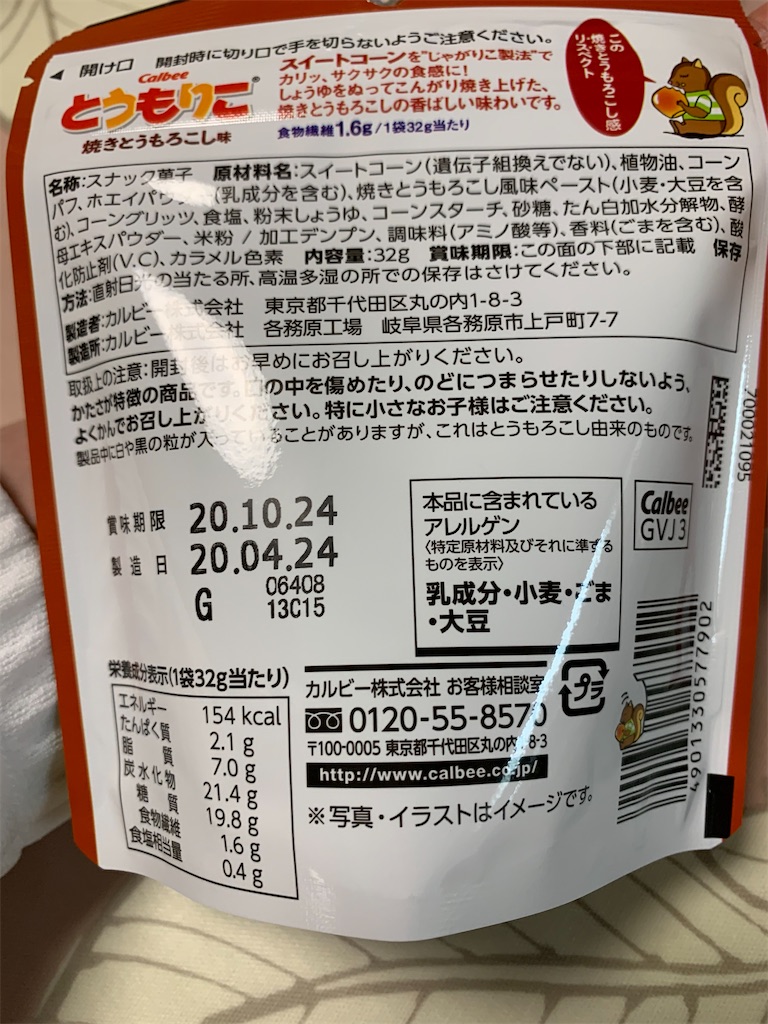 ◀ 開け口 開封時に切り口で手を切らないようご注意ください。
Calbee
とうもりこ®
焼きとうもろこし味
スイートコーンを"じゃがりこ製法"で
カリッ、サクサクの食感に!
しょうゆをぬってこんがり焼き上げた、
焼きとうもろこしの香ばしい味わいです。
食物繊維1.6g/1袋32g当たり
この
焼きとうもろこし感
リスペクト
名称:スナック菓子 原材料名:スイートコーン(遺伝子組換えでない)、植物油、コーン
パフ、ホエイパウダー(乳成分を含む)、焼きとうもろこし風味ペースト(小麦・大豆を含
む)、コーングリッツ、食塩、粉末しょうゆ、コーンスターチ、砂糖、たん白加水分解物、酵
母エキスパウダー、米粉 / 加工デンプン、調味料(アミノ酸等)、香料(ごまを含む)、酸
化防止剤(V.C)、カラメル色素 内容量:32g 賞味期限:この面の下部に記載 保存
方法:直射日光の当たる所、高温多湿の所での保存はさけてください。
製造者:カルビー株式会社 東京都千代田区丸の内1-8-3
製造所:カルビー株式会社 各務原工場 岐阜県各務原市上戸町7-7
取扱上の注意:開封後はお早めにお召し上がりください。
かたさが特徴の商品です。口の中を傷めたり、のどにつまらせたりしないよう、
よくかんでお召し上がりください。特に小さなお子様はご注意ください。
製品中に白や黒の粒が入っていることがありますが、これはとうもろこし由来のものです。
700021095
賞味期限 20.10.24
製造日 20.04.24
G 06408
13C15
本品に含まれている
アレルゲン
〈特定原材料及びそれに準ずる
ものを表示〉
乳成分・小麦・ごま
・大豆
Calbee
GVJ3
栄養成分表示(1袋32g当たり)
エネルギー 154 kcal
たんぱく質 2.1 g
脂質 7.0 g
炭水化物 21.4 g
糖質 19.8 g
食物繊維 1.6 g
食塩相当量 0.4 g
カルビー株式会社 お客様相談室
0120-55-8570
〒100-0005 東京都千代田区丸の内1-8-3
http://www.calbee.co.jp/
※写真・イラストはイメージです。
プラ
4901330577902